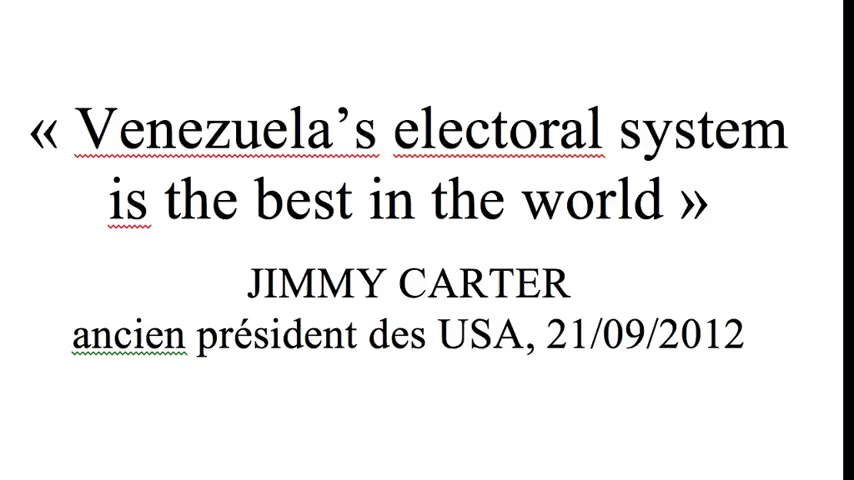 « Venezuela’s electoral system
is the best in the world »
JIMMY CARTER
ancien président des USA, 21/09/2012